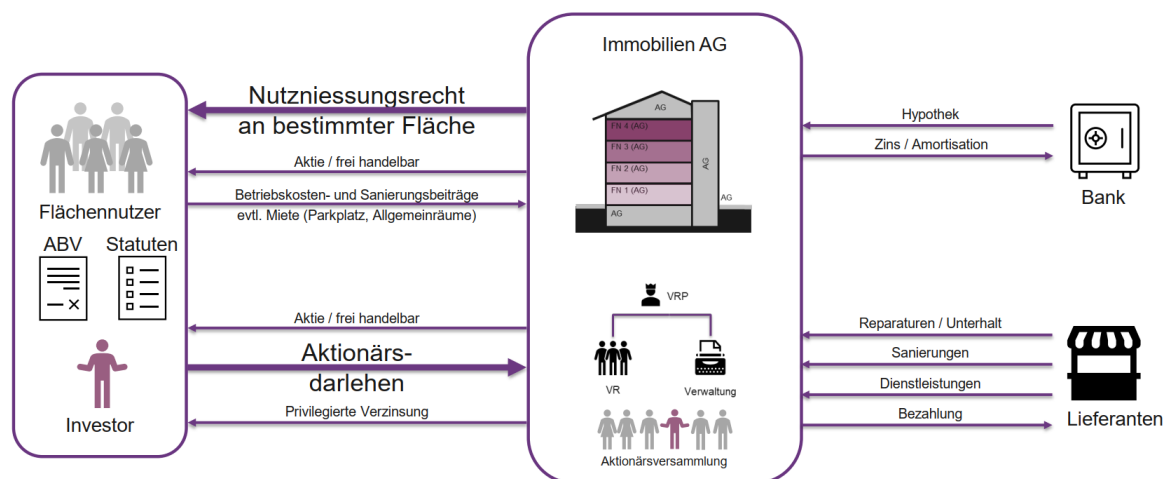 Immobilien AG
Nutzniessungsrecht
an bestimmter Fläche
Aktie / frei handelbar
Betriebskosten- und Sanierungsbeiträge
evtl. Miete (Parkplatz, Allgemeinräume)
Flächennutzer
ABV
Statuten
Aktie / frei handelbar
Aktionärs-
darlehen
Privilegierte Verzinsung
Investor
AG
FN 4 (AG)
FN 3 (AG)
FN 2 (AG)
FN 1 (AG)
AG
AG
AG
VRP
VR
Verwaltung
Aktionärsversammlung
Hypothek
Zins / Amortisation
Bank
Reparaturen / Unterhalt
Sanierungen
Dienstleistungen
Bezahlung
Lieferanten